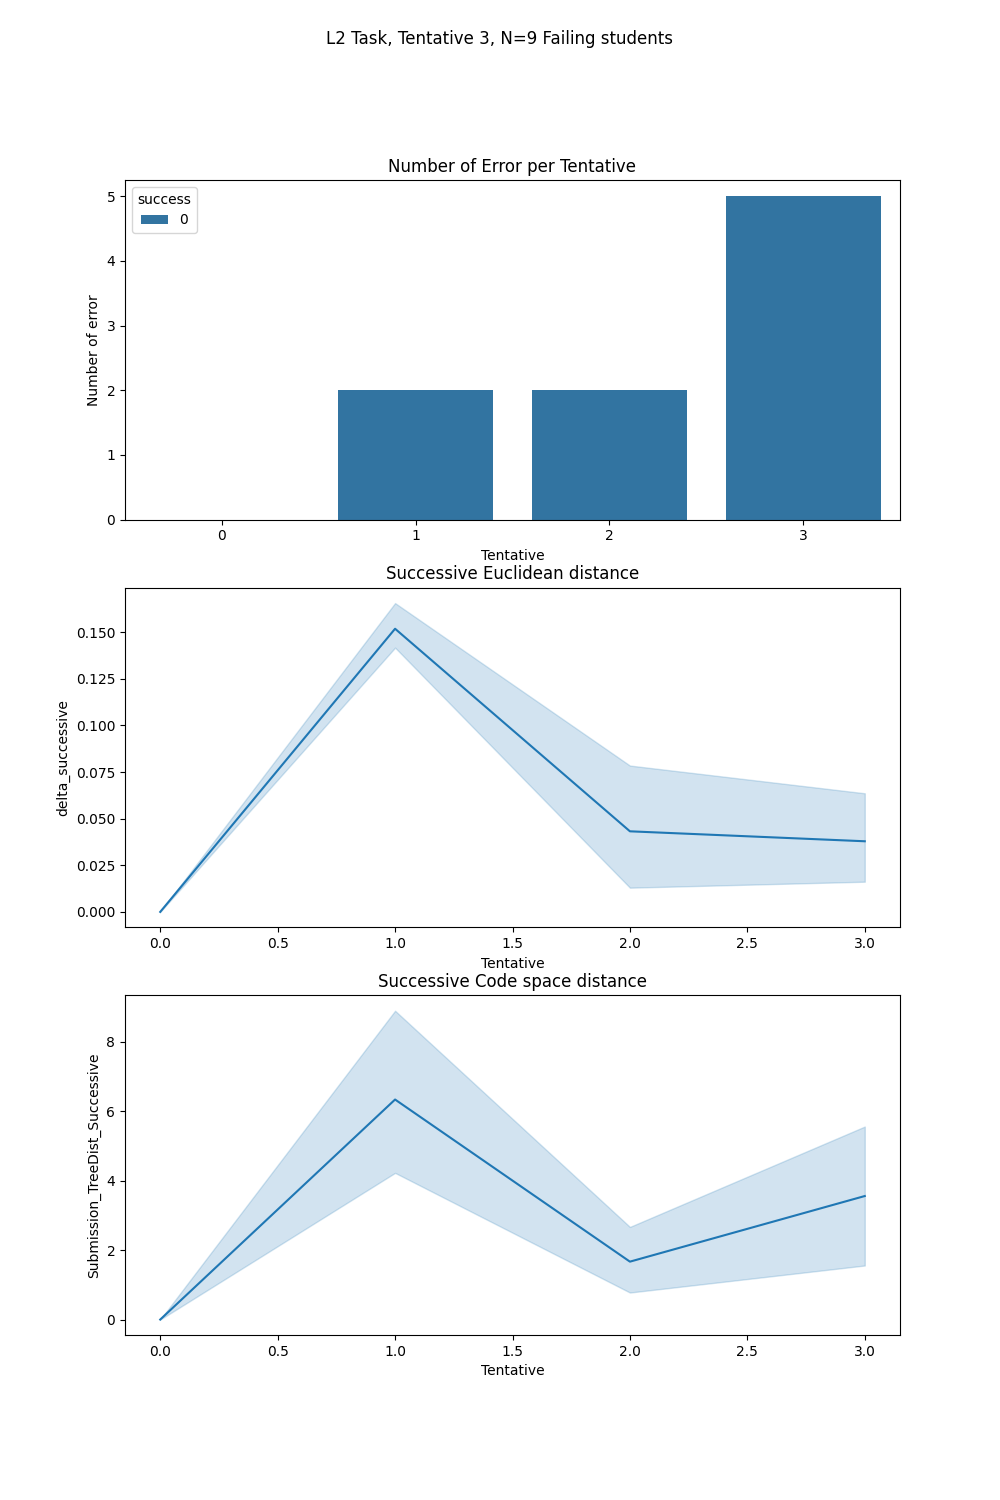 L2 Task, Tentative 3, N=9 Failing students
Number of Error per Tentative
success
0
5
4
3
2
1
0
Number of error
0 1 2 3
Tentative
Successive Euclidean distance
0.150
0.125
0.100
0.075
0.050
0.025
0.000
delta_successive
0.0 0.5 1.0 1.5 2.0 2.5 3.0
Tentative
Successive Code space distance
8
6
4
2
0
Submission_TreeDist_Successive
0.0 0.5 1.0 1.5 2.0 2.5 3.0
Tentative